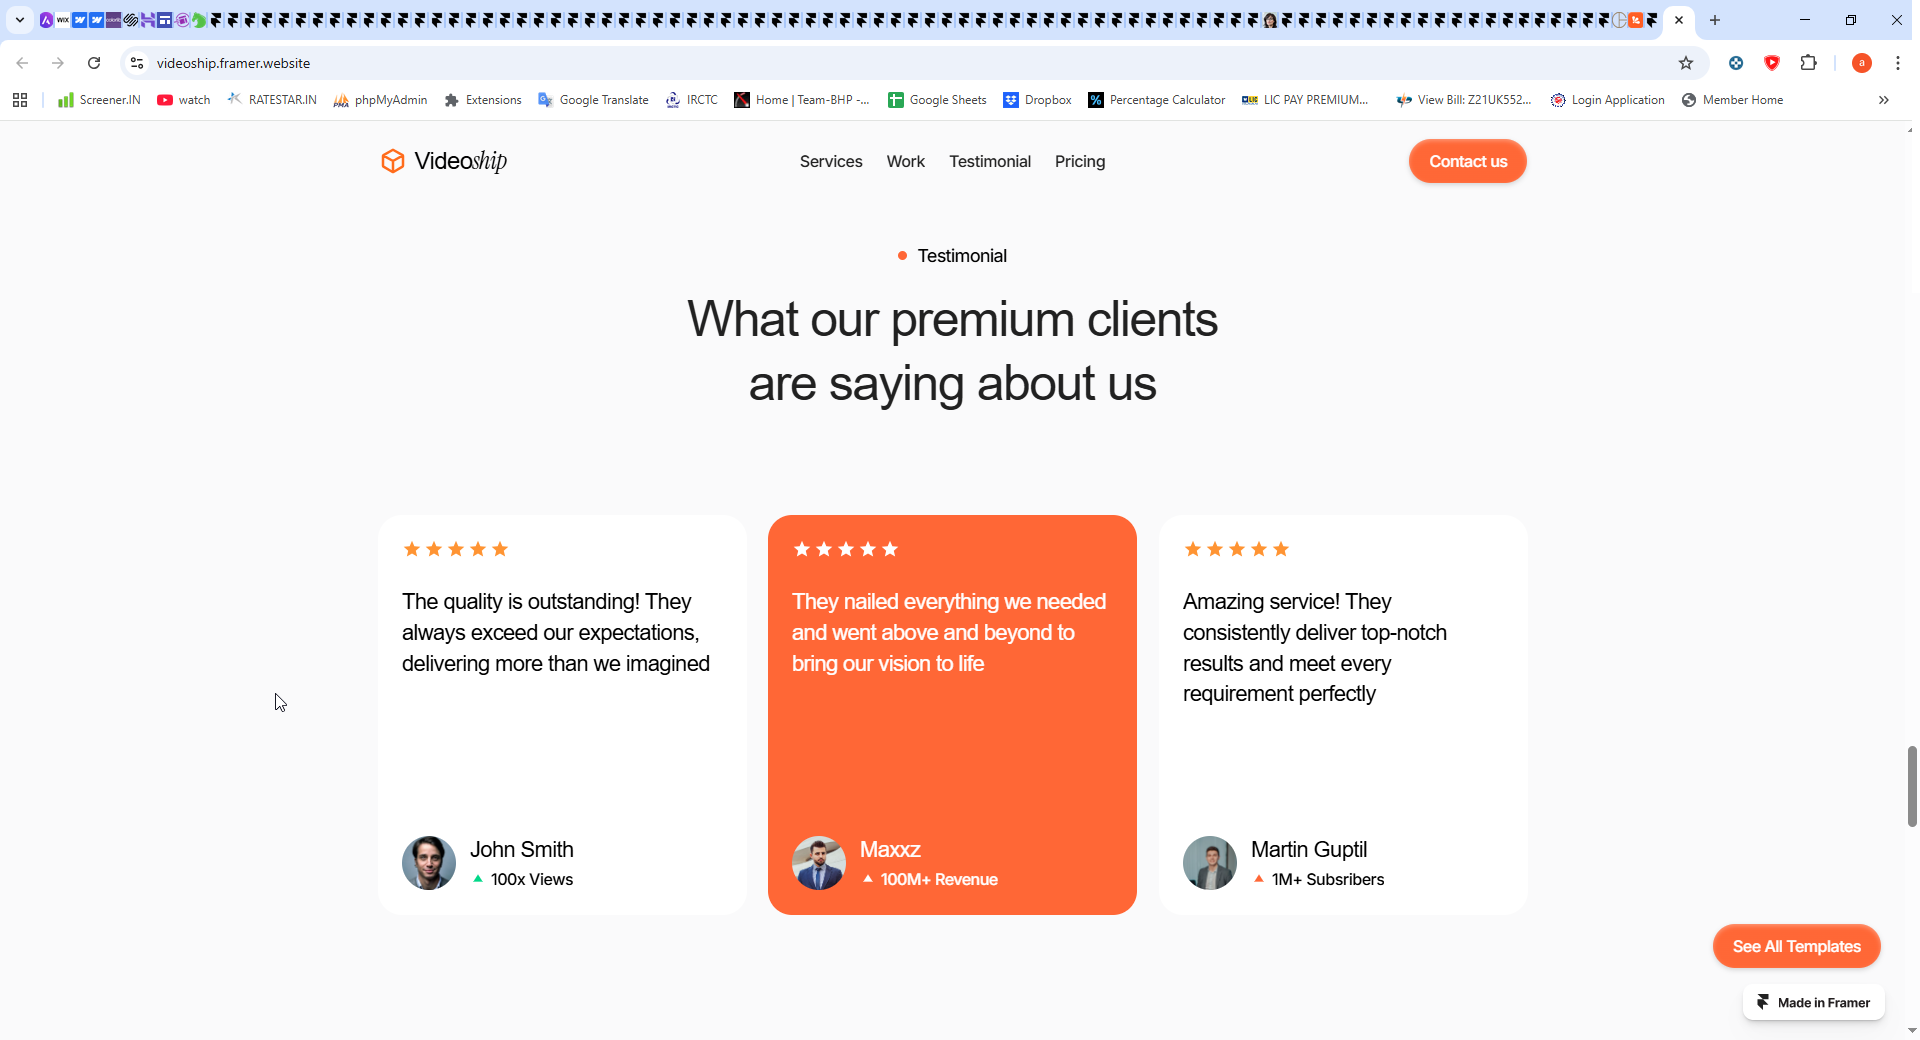 videoship.framer.website
Screener.IN
watch
RATESTAR.IN
phpMyAdmin
Extensions
Google Translate
IRCTC
Home | Team-BHP -...
Google Sheets
Dropbox
Percentage Calculator
LIC PAY PREMIUM...
View Bill: Z21UK552...
Login Application
Member Home
Videoship
Services
Work
Testimonial
Pricing
Contact us
Testimonial
What our premium clients
are saying about us
The quality is outstanding! They
always exceed our expectations,
delivering more than we imagined
John Smith
100x Views
They nailed everything we needed
and went above and beyond to
bring our vision to life
Maxxz
100M+ Revenue
Amazing service! They
consistently deliver top-notch
results and meet every
requirement perfectly
Martin Guptil
1M+ Subsribers
See All Templates
Made in Framer